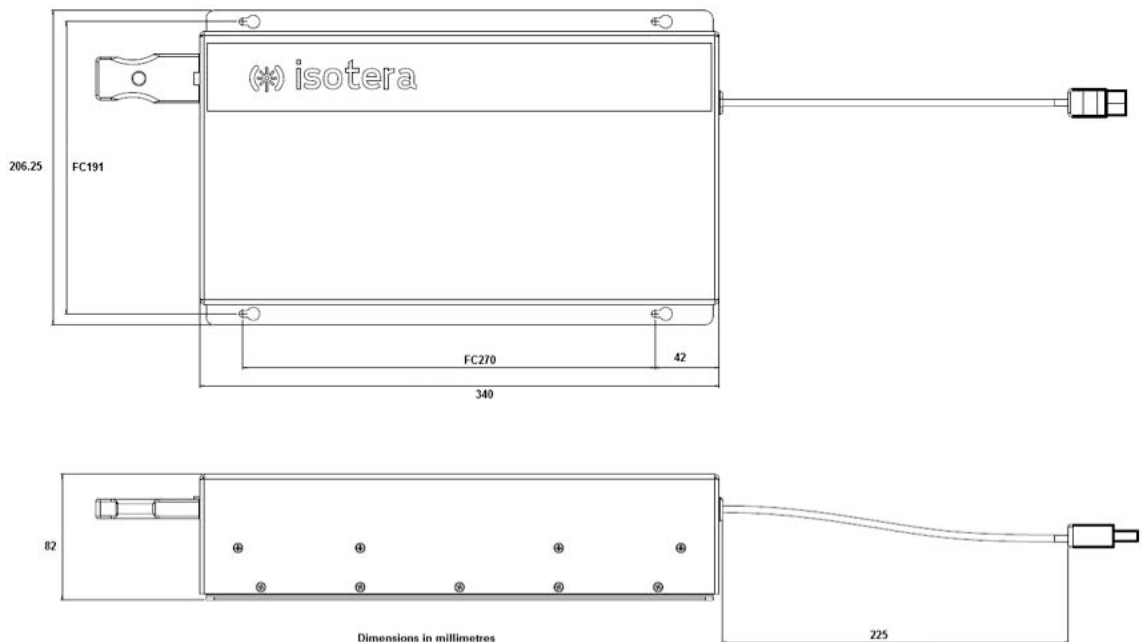 isotera
206.25
FC191
FC270
42
340
82
225
Dimensions in millimetres